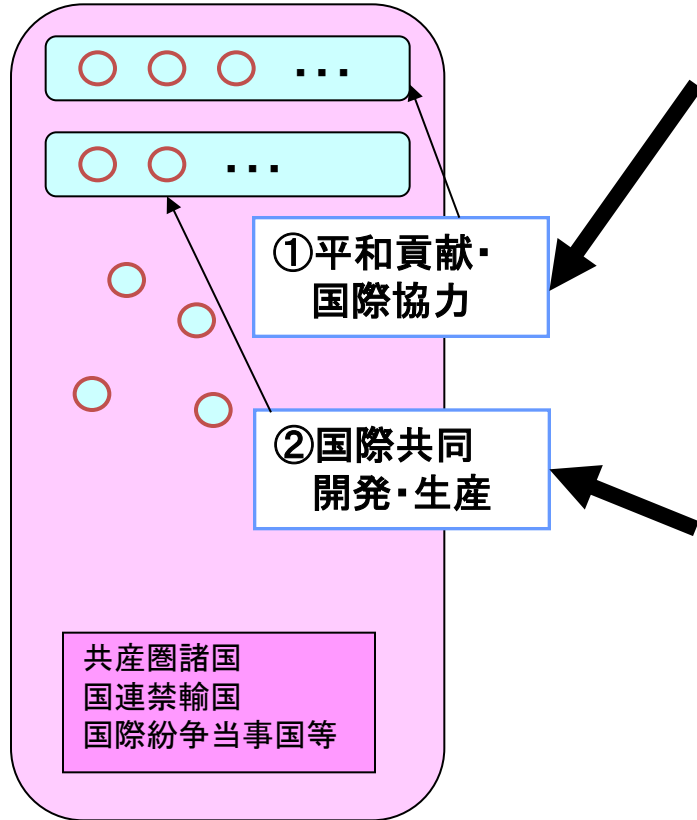 ・・・
・・・
①平和貢献・
国際協力
②国際共同
開発・生産
共産圏諸国
国連禁輸国
国際紛争当事国等